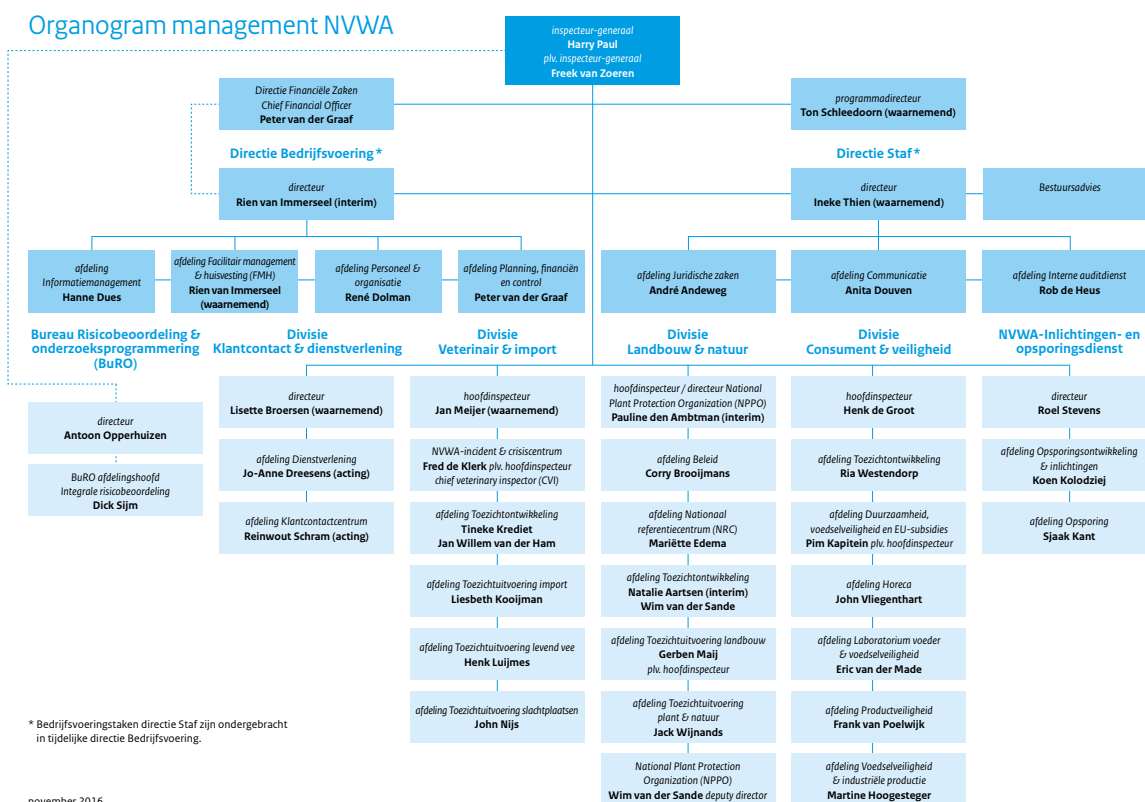 Organogram management NVWA
inspecteur-generaal
Harry Paul
plv. inspecteur-generaal
Freek van Zoeren
Directie Financiële Zaken
Chief Financial Officer
Peter van der Graaf
programmadirecteur
Ton Schleedoorn (waarnemend)
Directie Bedrijfsvoering *
directeur
Rien van Immerseel (interim)
Directie Staf *
directeur
Ineke Thien (waarnemend)
Bestuursadvies
afdeling
Informatiemanagement
Hanne Dues
afdeling Facilitair management
& huisvesting (FMH)
Rien van Immerseel
(waarnemend)
afdeling Personeel &
organisatie
René Dolman
afdeling Planning, financiën
en control
Peter van der Graaf
afdeling Juridische zaken
André Andeweg
afdeling Communicatie
Anita Douven
afdeling Interne auditdienst
Rob de Heus
Bureau Risicobeoordeling &
onderzoeksprogrammering
(BuRO)
directeur
Antoon Opperhuizen
BuRO afdelingshoofd
Integrale risicobeoordeling
Dick Sijm
Divisie
Klantcontact & dienstverlening
directeur
Lisette Broersen (waarnemend)
afdeling Dienstverlening
Jo-Anne Dreesens (acting)
afdeling Klantcontactcentrum
Reinwout Schram (acting)
Divisie
Veterinair & import
hoofdinspecteur
Jan Meijer (waarnemend)
NVWA-incident & crisiscentrum
Fred de Klerk plv. hoofdinspecteur
chief veterinary inspector (CVI)
afdeling Toezichtontwikkeling
Tineke Krediet
Jan Willem van der Ham
afdeling Toezichtuitvoering import
Liesbeth Kooijman
afdeling Toezichtuitvoering levend vee
Henk Luijmes
afdeling Toezichtuitvoering slachtplaatsen
John Nijs
Divisie
Landbouw & natuur
hoofdinspecteur / directeur National
Plant Protection Organization (NPPO)
Pauline den Ambtman (interim)
afdeling Beleid
Corry Brooijmans
afdeling Nationaal
referentiecentrum (NRC)
Mariëtte Edema
afdeling Toezichtontwikkeling
Natalie Aartsen (interim)
Wim van der Sande
afdeling Toezichtuitvoering landbouw
Gerben Maij
plv. hoofdinspecteur
afdeling Toezichtuitvoering
plant & natuur
Jack Wijnands
National Plant Protection
Organization (NPPO)
Wim van der Sande deputy director
Divisie
Consument & veiligheid
hoofdinspecteur
Henk de Groot
afdeling Toezichtontwikkeling
Ria Westendorp
afdeling Duurzaamheid,
voedselveiligheid en EU-subsidies
Pim Kapitein plv. hoofdinspecteur
afdeling Horeca
John Vliegenthart
afdeling Laboratorium voeder
& voedselveiligheid
Eric van der Made
afdeling Productveiligheid
Frank van Poelwijk
afdeling Voedselveiligheid
& industriële productie
Martine Hoogesteger
NVWA-Inlichtingen- en
opsporingsdienst
directeur
Roel Stevens
afdeling Opsporingsontwikkeling
& inlichtingen
Koen Kolodziej
afdeling Opsporing
Sjaak Kant
* Bedrijfsvoeringstaken directie Staf zijn ondergebracht
in tijdelijke directie Bedrijfsvoering.
november 2016